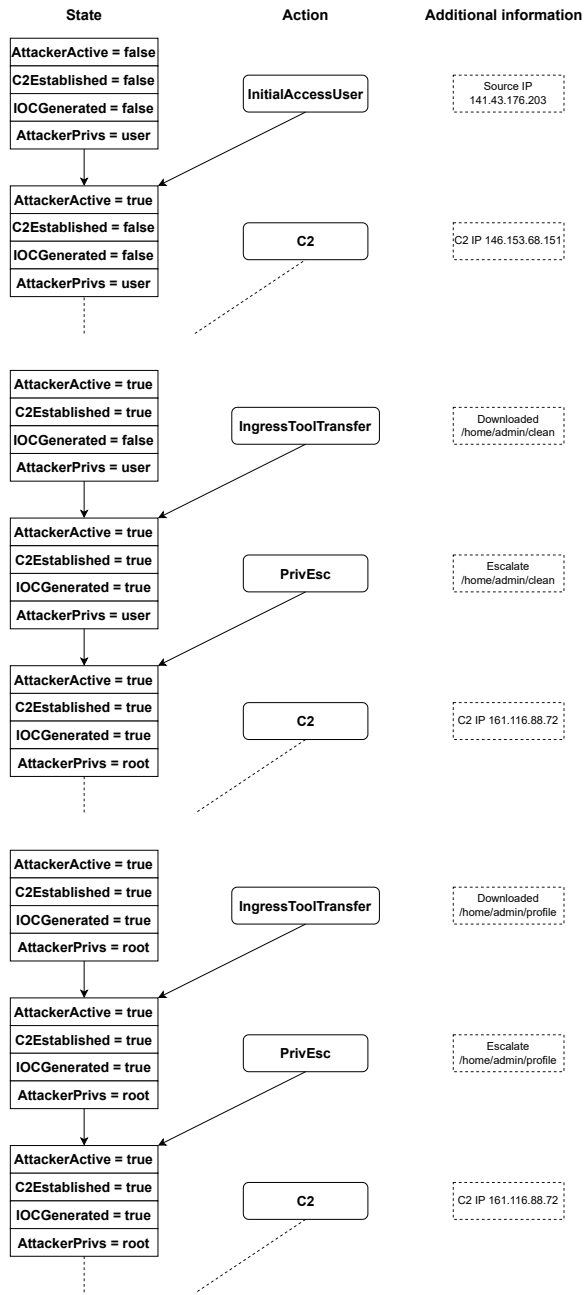 State Action Additional information
AttackerActive = false
C2Established = false
IOCGenerated = false
AttackerPrivs = user
InitialAccessUser
Source IP
141.43.176.203
AttackerActive = true
C2Established = false
IOCGenerated = false
AttackerPrivs = user
C2
C2 IP 146.153.68.151
AttackerActive = true
C2Established = true
IOCGenerated = false
AttackerPrivs = user
IngressToolTransfer
Downloaded
/home/admin/clean
AttackerActive = true
C2Established = true
IOCGenerated = true
AttackerPrivs = user
PrivEsc
Escalate
/home/admin/clean
AttackerActive = true
C2Established = true
IOCGenerated = true
AttackerPrivs = root
C2
C2 IP 161.116.88.72
AttackerActive = true
C2Established = true
IOCGenerated = true
AttackerPrivs = root
IngressToolTransfer
Downloaded
/home/admin/profile
AttackerActive = true
C2Established = true
IOCGenerated = true
AttackerPrivs = root
PrivEsc
Escalate
/home/admin/profile
AttackerActive = true
C2Established = true
IOCGenerated = true
AttackerPrivs = root
C2
C2 IP 161.116.88.72